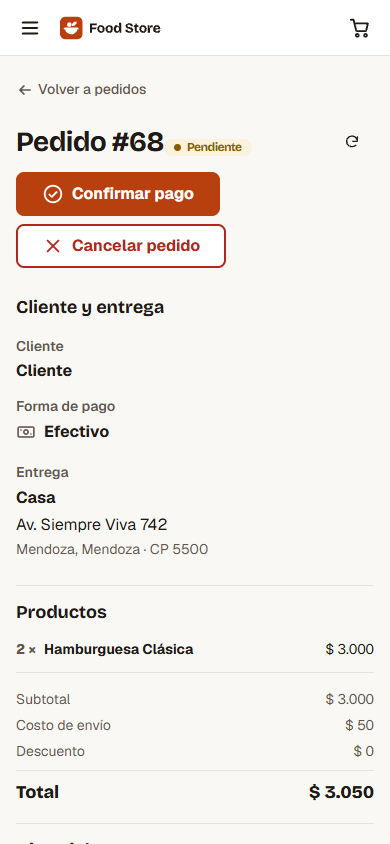 Food Store
Volver a pedidos
Pedido #68
Pendiente
Confirmar pago
Cancelar pedido
Cliente y entrega
Cliente
Cliente
Forma de pago
Efectivo
Entrega
Casa
Av. Siempre Viva 742
Mendoza, Mendoza · CP 5500
Productos
2 × Hamburguesa Clásica $ 3.000
Subtotal $ 3.000
Costo de envío $ 50
Descuento $ 0
Total $ 3.050